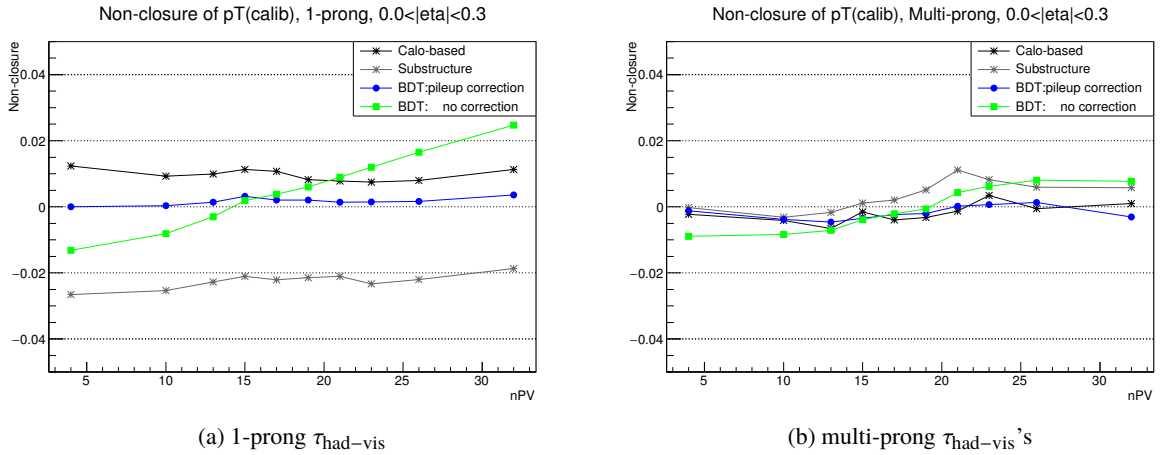 Non-closure of pT(calib), 1-prong, 0.0<|eta|<0.3
Non-closure
0.04
0.02
0
−0.02
−0.04
Calo-based
Substructure
BDT:pileup correction
BDT: no correction
5 10 15 20 25 30
nPV
(a) 1-prong τhad−vis
Non-closure of pT(calib), Multi-prong, 0.0<|eta|<0.3
Non-closure
0.04
0.02
0
−0.02
−0.04
Calo-based
Substructure
BDT:pileup correction
BDT: no correction
5 10 15 20 25 30
nPV
(b) multi-prong τhad−vis's